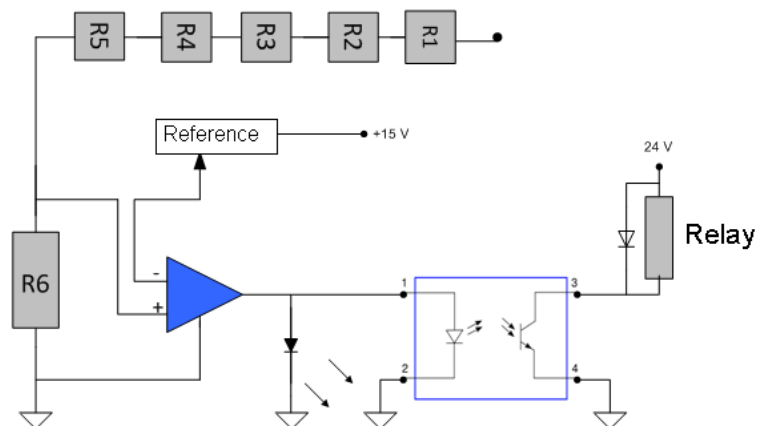 R5 R4 R3 R2 R1
Reference
+15 V
24 V
Relay
R6
-
+
1
2
3
4